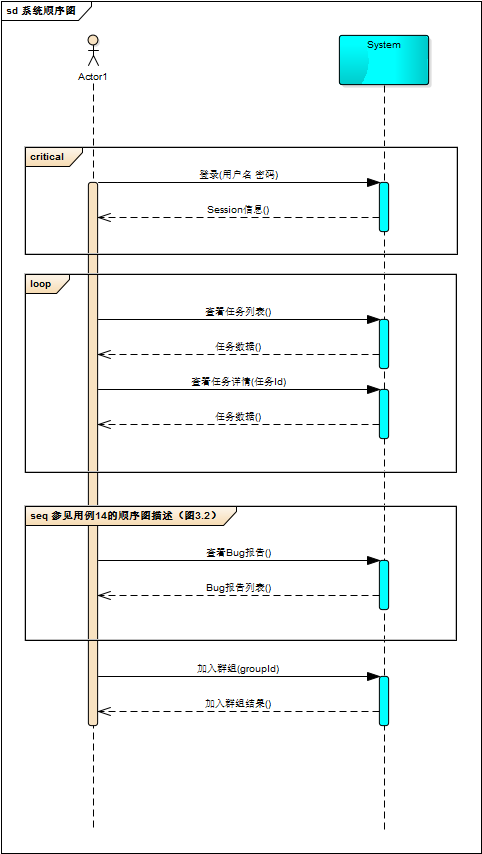 sd 系统顺序图
Actor1
System
critical
登录(用户名 密码)
Session信息()
loop
查看任务列表()
任务数据()
查看任务详情(任务Id)
任务数据()
seq 参见用例14的顺序图描述（图3.2）
查看Bug报告()
Bug报告列表()
加入群组(groupId)
加入群组结果()